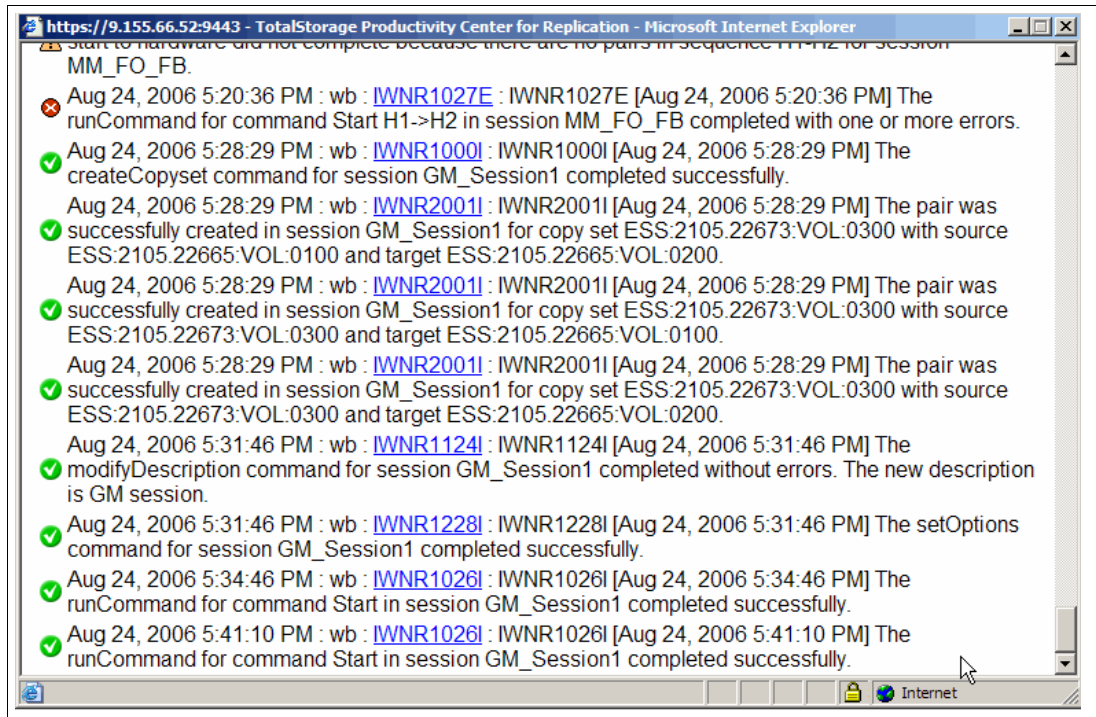 https://9.155.66.52:9443 - TotalStorage Productivity Center for Replication - Microsoft Internet Explorer
start to hardware did not complete because there are no pairs in sequence H1-H2 for session
MM_FO_FB.
Aug 24, 2006 5:20:36 PM : wb : IWNR1027E : IWNR1027E [Aug 24, 2006 5:20:36 PM] The
runCommand for command Start H1->H2 in session MM_FO_FB completed with one or more errors.
Aug 24, 2006 5:28:29 PM : wb : IWNR1000I : IWNR1000I [Aug 24, 2006 5:28:29 PM] The
createCopyset command for session GM_Session1 completed successfully.
Aug 24, 2006 5:28:29 PM : wb : IWNR2001I : IWNR2001I [Aug 24, 2006 5:28:29 PM] The pair was
successfully created in session GM_Session1 for copy set ESS:2105.22673:VOL:0300 with source
ESS:2105.22665:VOL:0100 and target ESS:2105.22665:VOL:0200.
Aug 24, 2006 5:28:29 PM : wb : IWNR2001I : IWNR2001I [Aug 24, 2006 5:28:29 PM] The pair was
successfully created in session GM_Session1 for copy set ESS:2105.22673:VOL:0300 with source
ESS:2105.22673:VOL:0300 and target ESS:2105.22665:VOL:0100.
Aug 24, 2006 5:28:29 PM : wb : IWNR2001I : IWNR2001I [Aug 24, 2006 5:28:29 PM] The pair was
successfully created in session GM_Session1 for copy set ESS:2105.22673:VOL:0300 with source
ESS:2105.22673:VOL:0300 and target ESS:2105.22665:VOL:0200.
Aug 24, 2006 5:31:46 PM : wb : IWNR1124I : IWNR1124I [Aug 24, 2006 5:31:46 PM] The
modifyDescription command for session GM_Session1 completed without errors. The new description
is GM session.
Aug 24, 2006 5:31:46 PM : wb : IWNR1228I : IWNR1228I [Aug 24, 2006 5:31:46 PM] The setOptions
command for session GM_Session1 completed successfully.
Aug 24, 2006 5:34:46 PM : wb : IWNR1026I : IWNR1026I [Aug 24, 2006 5:34:46 PM] The
runCommand for command Start in session GM_Session1 completed successfully.
Aug 24, 2006 5:41:10 PM : wb : IWNR1026I : IWNR1026I [Aug 24, 2006 5:41:10 PM] The
runCommand for command Start in session GM_Session1 completed successfully.
Internet